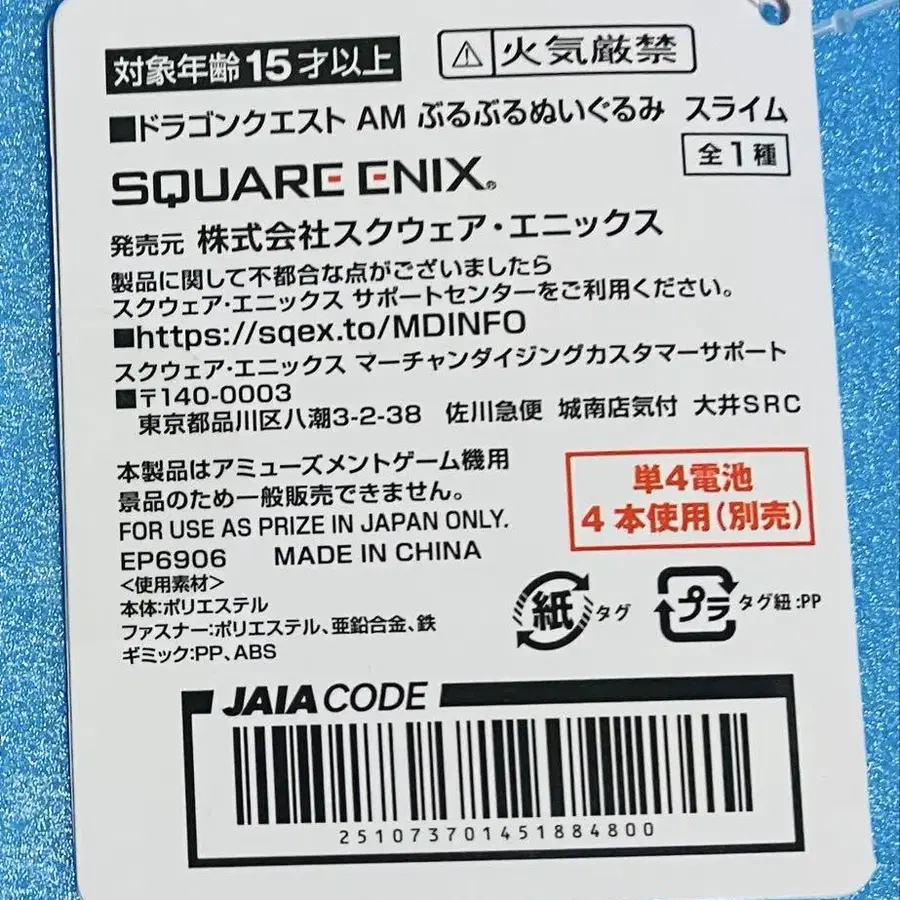 対象年齢15才以上
⚠火気厳禁
■ドラゴンクエスト AM ぶるぶるぬいぐるみ スライム
全1種
SQUARE ENIX®
発売元 株式会社スクウェア・エニックス
製品に関して不都合な点がございましたら
スクウェア・エニックス サポートセンターをご利用ください。
■https://sqex.to/MDINFO
スクウェア・エニックス マーチャンダイジングカスタマーサポート
■〒140-0003
東京都品川区八潮3-2-38 佐川急便 城南店気付 大井SRC
本製品はアミューズメントゲーム機用
景品のため一般販売できません。
FOR USE AS PRIZE IN JAPAN ONLY.
EP6906 MADE IN CHINA
単4電池
4本使用(別売)
<使用素材>
本体:ポリエステル
ファスナー:ポリエステル、亜鉛合金、鉄
ギミック:PP、ABS
紙 タグ
プラ タグ紐:PP
JAIA CODE
251073701451884800